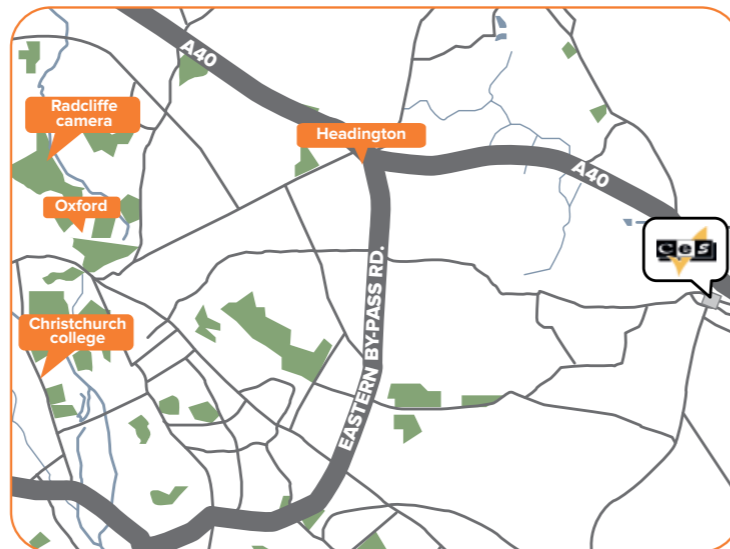 A40
Radcliffe
camera
Headington
A40
Oxford
EASTERN BY-PASS RD.
ces
Christchurch
college